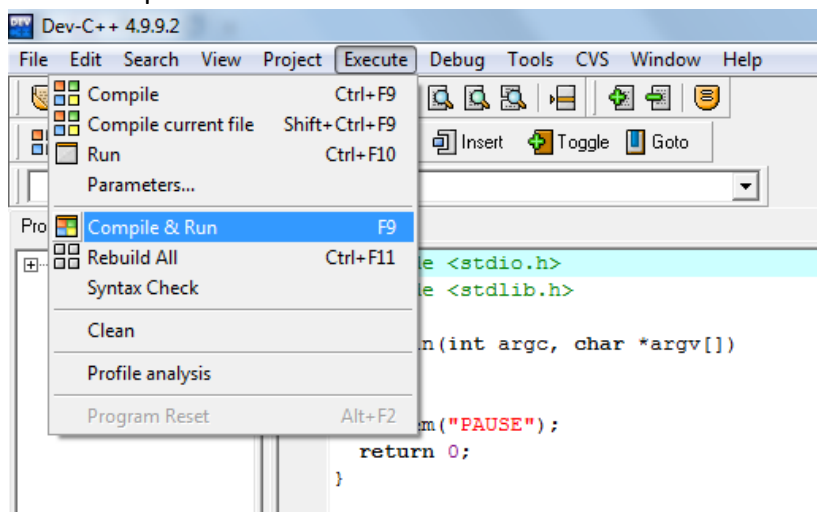 Dev-C++ 4.9.9.2
File Edit Search View Project Execute Debug Tools CVS Window Help
Compile Ctrl+F9
Compile current file Shift+Ctrl+F9
Insert Toggle Goto
Run Ctrl+F10
Parameters...
Pro
Compile & Run F9
Rebuild All Ctrl+F11
Syntax Check
Clean
Profile analysis
Program Reset Alt+F2
le <stdio.h>
le <stdlib.h>
n(int argc, char *argv[])
em("PAUSE");
return 0;
}